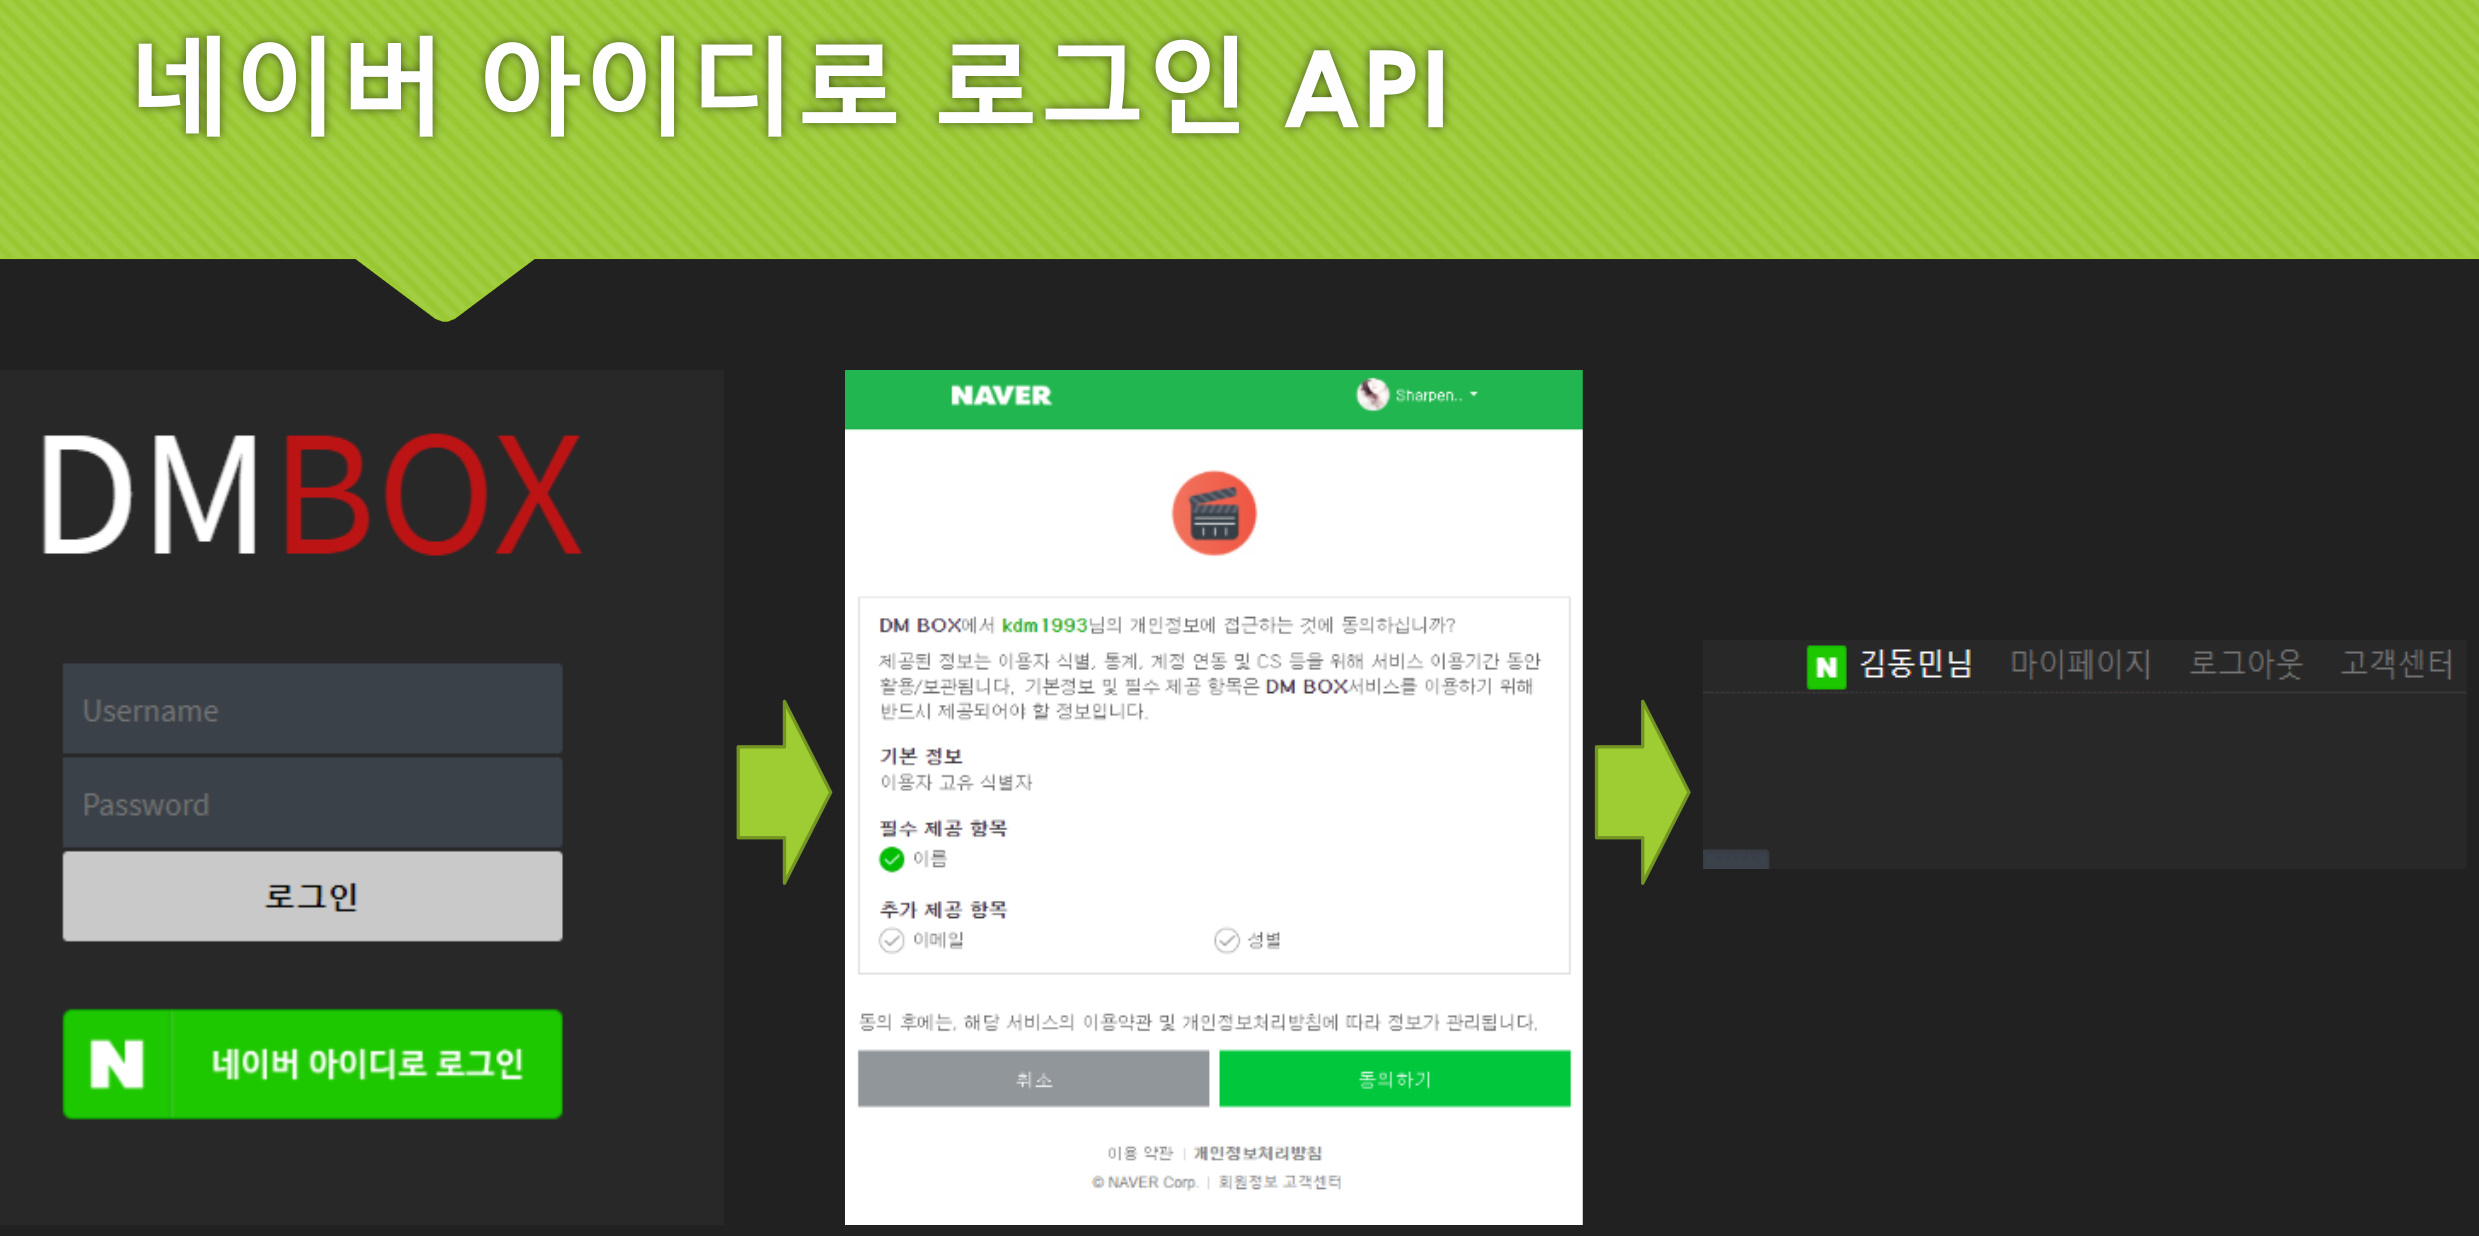 네이버 아이디로 로그인 API
DMBOX
Username
Password
로그인
N 네이버 아이디로 로그인
NAVER
Sharpen..
DM BOX에서 kdm1993님의 개인정보에 접근하는 것에 동의하십니까?
제공된 정보는 이용자 식별, 통계, 계정 연동 및 CS 등을 위해 서비스 이용기간 동안
활용/보관됩니다. 기본정보 및 필수 제공 항목은 DM BOX서비스를 이용하기 위해
반드시 제공되어야 할 정보입니다.
기본 정보
이용자 고유 식별자
필수 제공 항목
이름
추가 제공 항목
이메일 성별
동의 후에는, 해당 서비스의 이용약관 및 개인정보처리방침에 따라 정보가 관리됩니다.
취소 동의하기
이용 약관 | 개인정보처리방침
© NAVER Corp. | 회원정보 고객센터
N 김동민님 마이페이지 로그아웃 고객센터